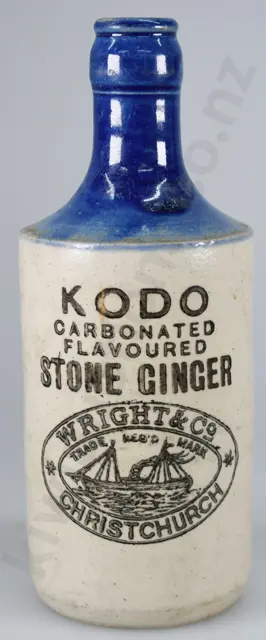 KODO
CARBONATED
FLAVOURED
STONE GINGER
WRIGHT & Co.
TRADE REG'D MARK
CHRISTCHURCH